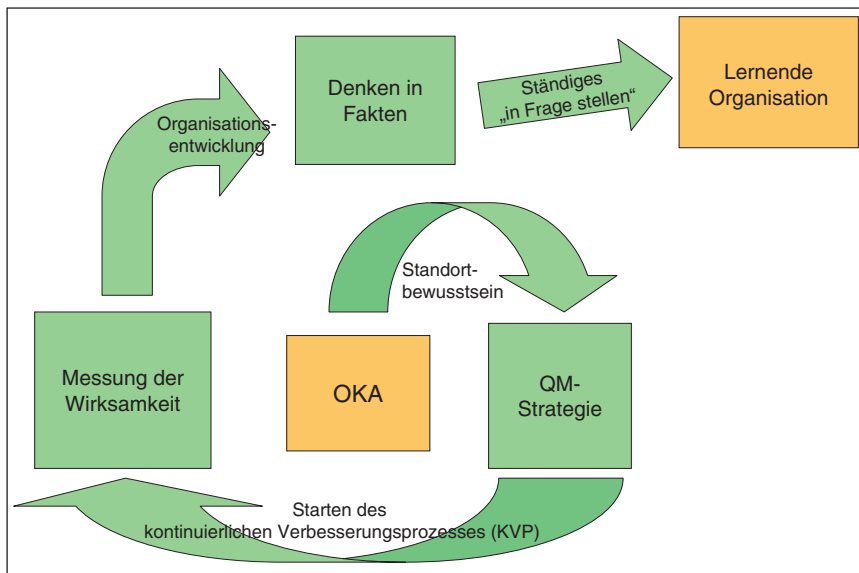 Denken in
Fakten
Ständiges
„in Frage stellen“
Lernende
Organisation
Organisations-
entwicklung
Standort-
bewusstsein
Messung der
Wirksamkeit
OKA
QM-
Strategie
Starten des
kontinuierlichen Verbesserungsprozesses (KVP)